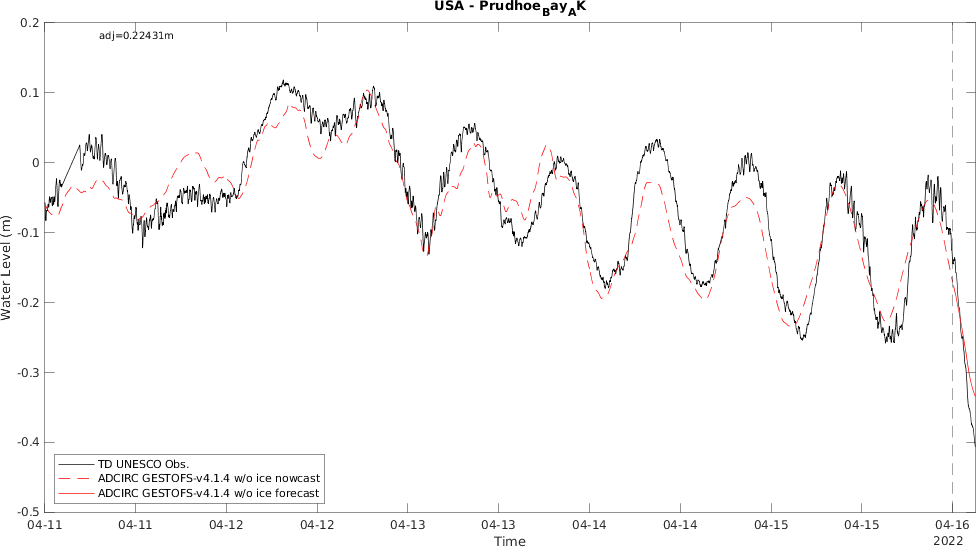 USA - PrudhoeBayAK
0.2
adj=0.22431m
0.1
0
-0.1
-0.2
-0.3
-0.4
-0.5
Water Level (m)
TD UNESCO Obs.
ADCIRC GESTOFS-v4.1.4 w/o ice nowcast
ADCIRC GESTOFS-v4.1.4 w/o ice forecast
04-11 04-11 04-12 04-12 04-13 04-13 04-14 04-14 04-15 04-15 04-16
Time
2022